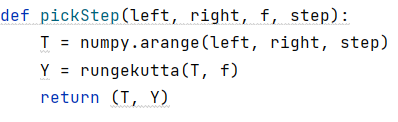 def pickStep(left, right, f, step):
    T = numpy.arange(left, right, step)
    Y = rungekutta(T, f)
    return (T, Y)